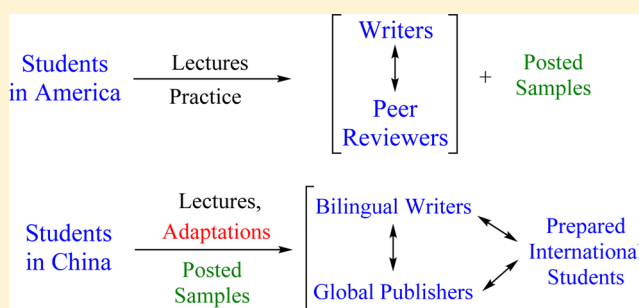 Students
in America
Lectures
Practice
Writers
Peer
Reviewers
+
Posted
Samples
Students
in China
Lectures,
Adaptations
Posted
Samples
Bilingual Writers
Global Publishers
Prepared
International
Students